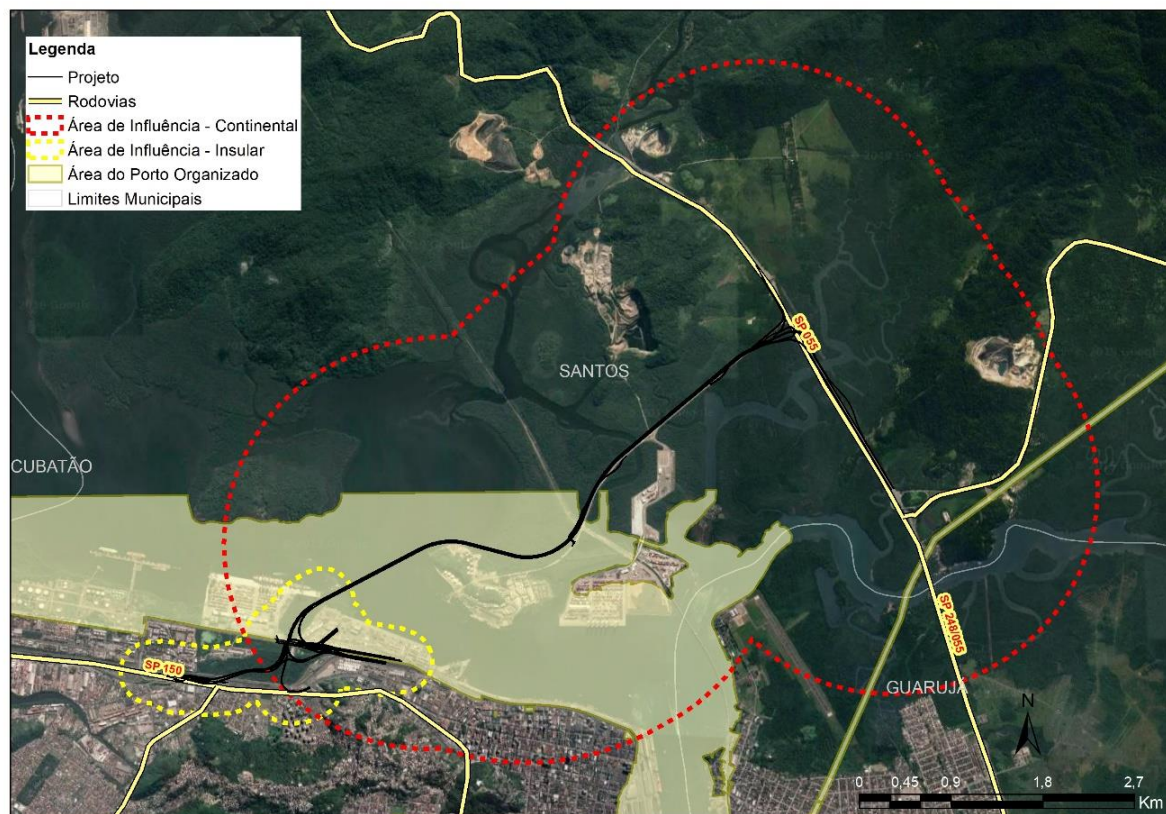 Legenda
Projeto
Rodovias
Área de Influência - Continental
Área de Influência - Insular
Área do Porto Organizado
Limites Municipais
SP 055
SANTOS
CUBATÃO
SP 248/055
SP 150
GUARUJÁ
N
0 0,45 0,9 1,8 2,7
Km